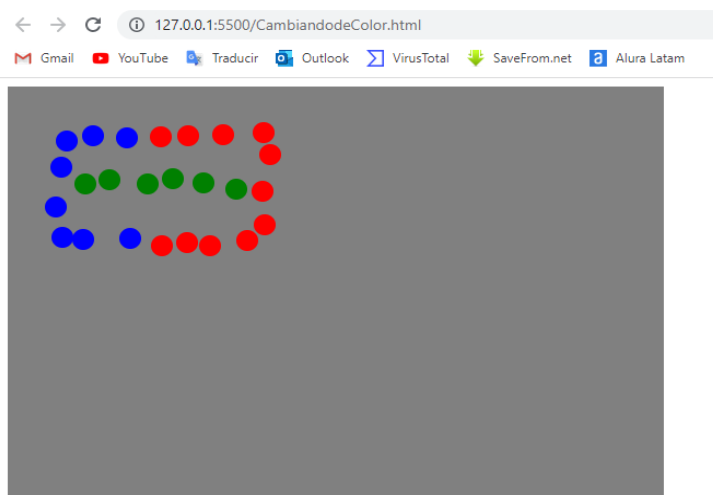 127.0.0.1:5500/CambiandodeColor.html
Gmail YouTube Traducir Outlook VirusTotal SaveFrom.net a Alura Latam